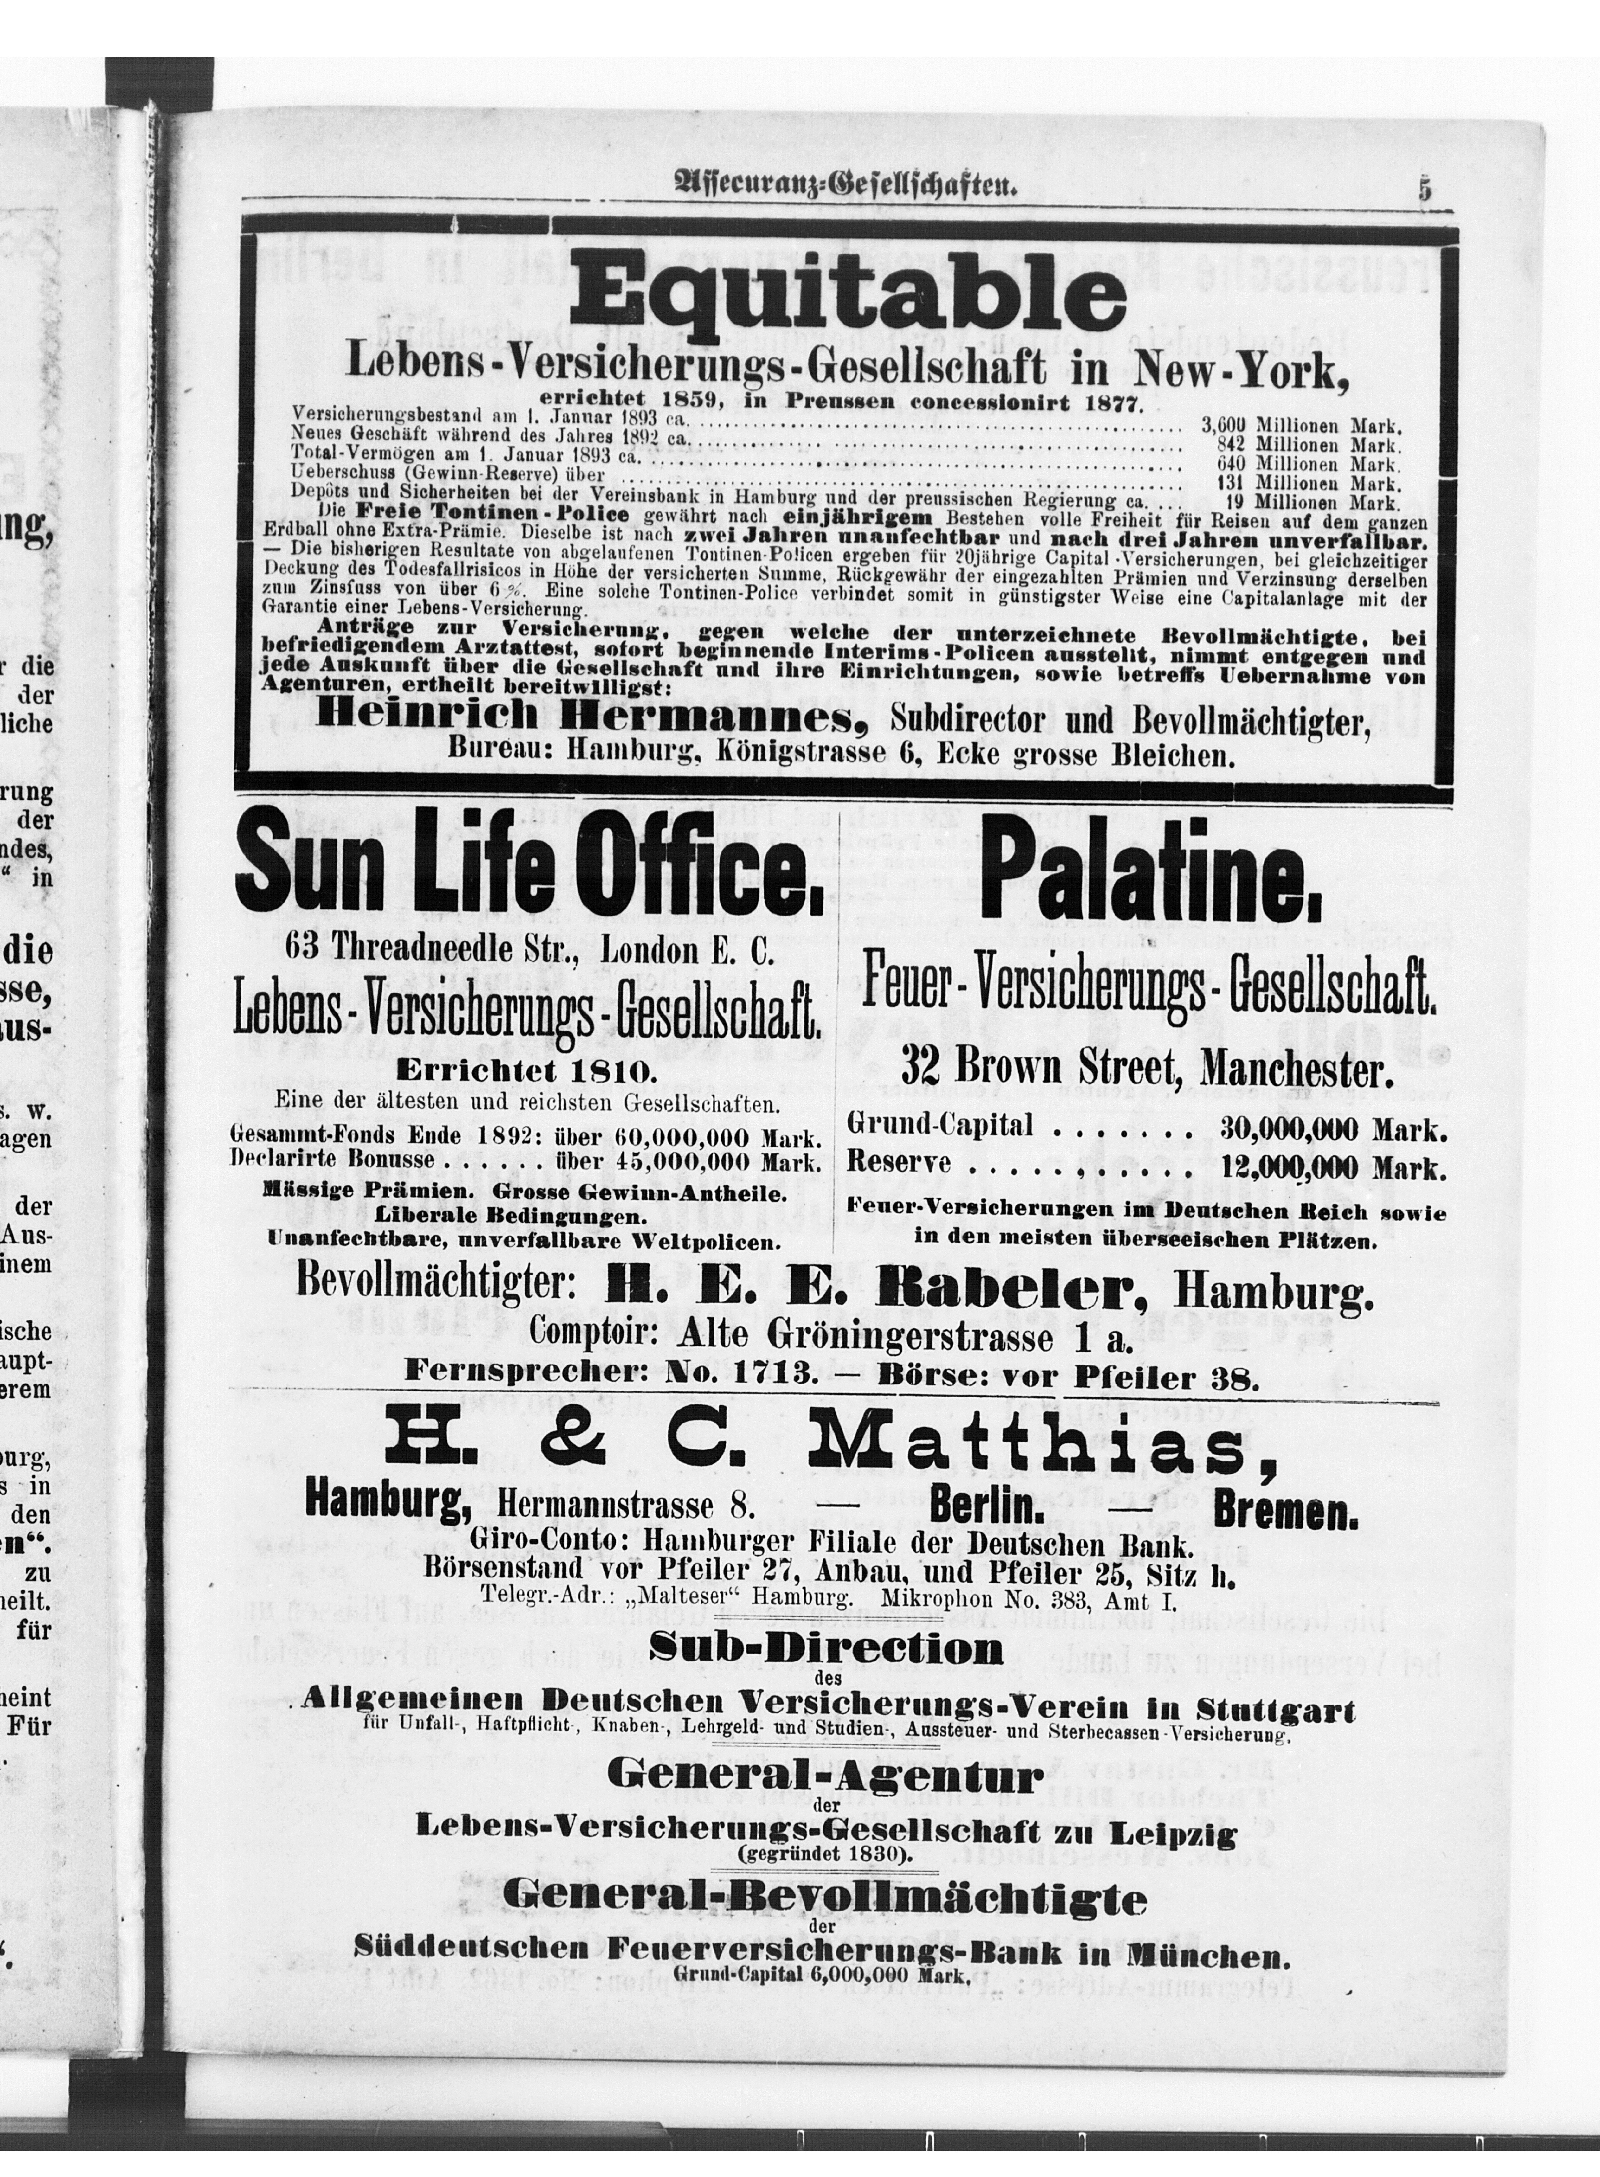 Assecuranz-Gesellschaften. 5
Equitable
Lebens-Versicherungs-Gesellschaft in New-York,
errichtet 1859, in Preussen concessionirt 1877.
Versicherungsbestand am 1. Januar 1893 ca. 3,600 Millionen Mark.
Neues Geschäft während des Jahres 1892 ca. 842 Millionen Mark.
Total-Vermögen am 1. Januar 1893 ca. 640 Millionen Mark.
Ueberschuss (Gewinn-Reserve) über 131 Millionen Mark.
Depôts und Sicherheiten bei der Vereinsbank in Hamburg und der preussischen Regierung ca. ... 19 Millionen Mark.
Die Freie Tontinen-Police gewährt nach einjährigem Bestehen volle Freiheit für Reisen auf dem ganzen
Erdball ohne Extra-Prämie. Dieselbe ist nach zwei Jahren unanfechtbar und nach drei Jahren unverfallbar.
— Die bisherigen Resultate von abgelaufenen Tontinen-Policen ergeben für 20jährige Capital-Versicherungen, bei gleichzeitiger
Deckung des Todesfallrisicos in Höhe der versicherten Summe, Rückgewähr der eingezahlten Prämien und Verzinsung derselben
zum Zinsfuss von über 6 %. Eine solche Tontinen-Police verbindet somit in günstigster Weise eine Capitalanlage mit der
Garantie einer Lebens-Versicherung.
Anträge zur Versicherung, gegen welche der unterzeichnete Bevollmächtigte, bei
befriedigendem Arztattest, sofort beginnende Interims-Policen ausstellt, nimmt entgegen und
jede Auskunft über die Gesellschaft und ihre Einrichtungen, sowie betreffs Uebernahme von
Agenturen, ertheilt bereitwilligst:
Heinrich Hermannes, Subdirector und Bevollmächtigter,
Bureau: Hamburg, Königstrasse 6, Ecke grosse Bleichen.
Sun Life Office.
63 Threadneedle Str., London E. C.
Lebens-Versicherungs-Gesellschaft.
Errichtet 1810.
Eine der ältesten und reichsten Gesellschaften.
Gesammt-Fonds Ende 1892: über 60,000,000 Mark.
Declarirte Bonusse . . . . . . über 45,000,000 Mark.
Mässige Prämien. Grosse Gewinn-Antheile.
Liberale Bedingungen.
Unanfechtbare, unverfallbare Weltpolicen.
Palatine.
Feuer-Versicherungs-Gesellschaft.
32 Brown Street, Manchester.
Grund-Capital . . . . . . . 30,000,000 Mark.
Reserve . . . . . . . . . . . 12,000,000 Mark.
Feuer-Versicherungen im Deutschen Reich sowie
in den meisten überseeischen Plätzen.
Bevollmächtigter: H. E. E. Rabeler, Hamburg.
Comptoir: Alte Gröningerstrasse 1 a.
Fernsprecher: No. 1713. — Börse: vor Pfeiler 38.
H. & C. Matthias,
Hamburg, Hermannstrasse 8. — Berlin. — Bremen.
Giro-Conto: Hamburger Filiale der Deutschen Bank.
Börsenstand vor Pfeiler 27, Anbau, und Pfeiler 25, Sitz h.
Telegr.-Adr.: „Malteser“ Hamburg. Mikrophon No. 383, Amt I.
Sub-Direction
des
Allgemeinen Deutschen Versicherungs-Verein in Stuttgart
für Unfall-, Haftpflicht-, Knaben-, Lehrgeld- und Studien-, Aussteuer- und Sterbecassen-Versicherung.
General-Agentur
der
Lebens-Versicherungs-Gesellschaft zu Leipzig
(gegründet 1830).
General-Bevollmächtigte
der
Süddeutschen Feuerversicherungs-Bank in München.
Grund-Capital 6,000,000 Mark.